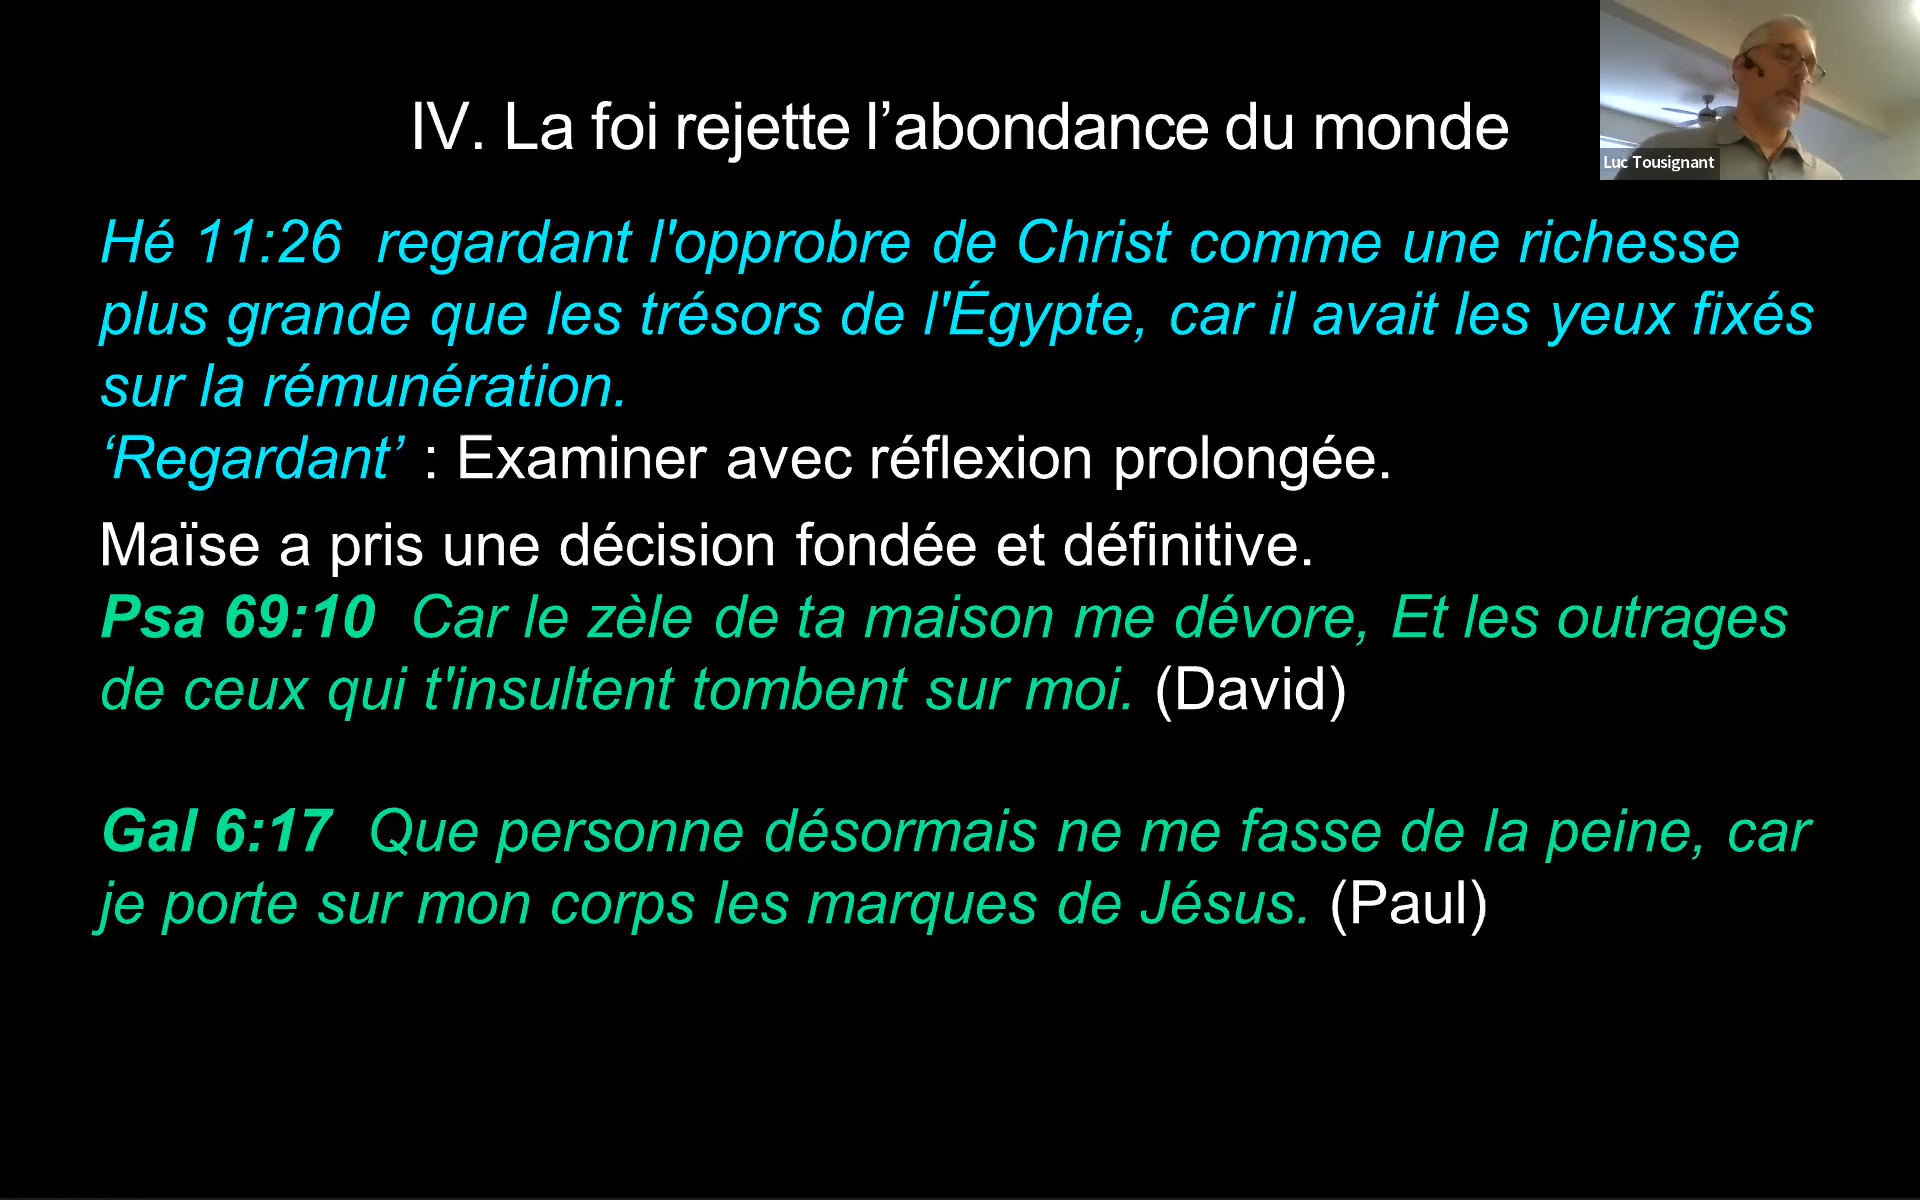 IV. La foi rejette l’abondance du monde
Luc Tousignant
Hé 11:26  regardant l'opprobre de Christ comme une richesse
plus grande que les trésors de l'Égypte, car il avait les yeux fixés
sur la rémunération.
‘Regardant’ : Examiner avec réflexion prolongée.
Maïse a pris une décision fondée et définitive.
Psa 69:10  Car le zèle de ta maison me dévore, Et les outrages
de ceux qui t'insultent tombent sur moi. (David)
Gal 6:17  Que personne désormais ne me fasse de la peine, car
je porte sur mon corps les marques de Jésus. (Paul)